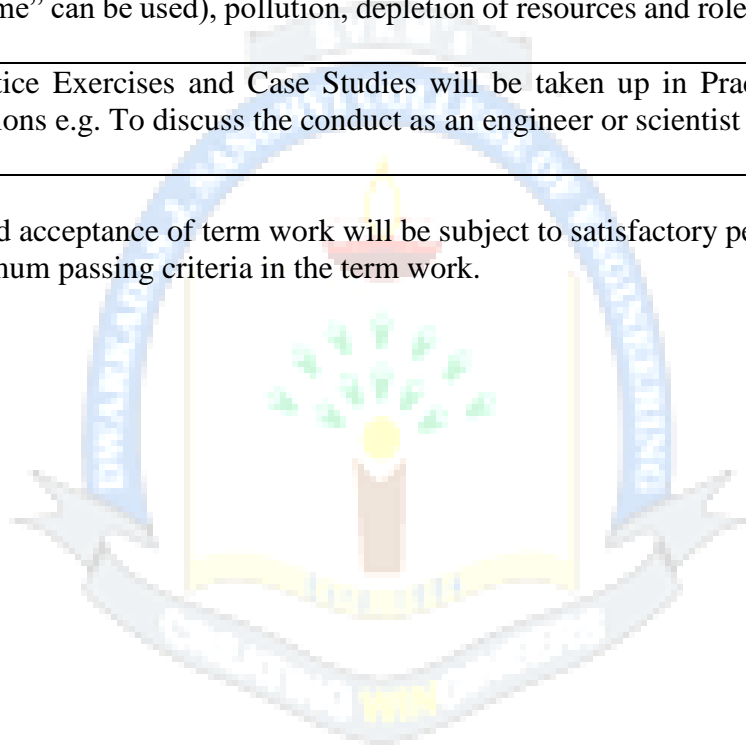 me” can be used), pollution, depletion of resources and role
tice Exercises and Case Studies will be taken up in Prac
ions e.g. To discuss the conduct as an engineer or scientist
d acceptance of term work will be subject to satisfactory pe
num passing criteria in the term work.
WIN